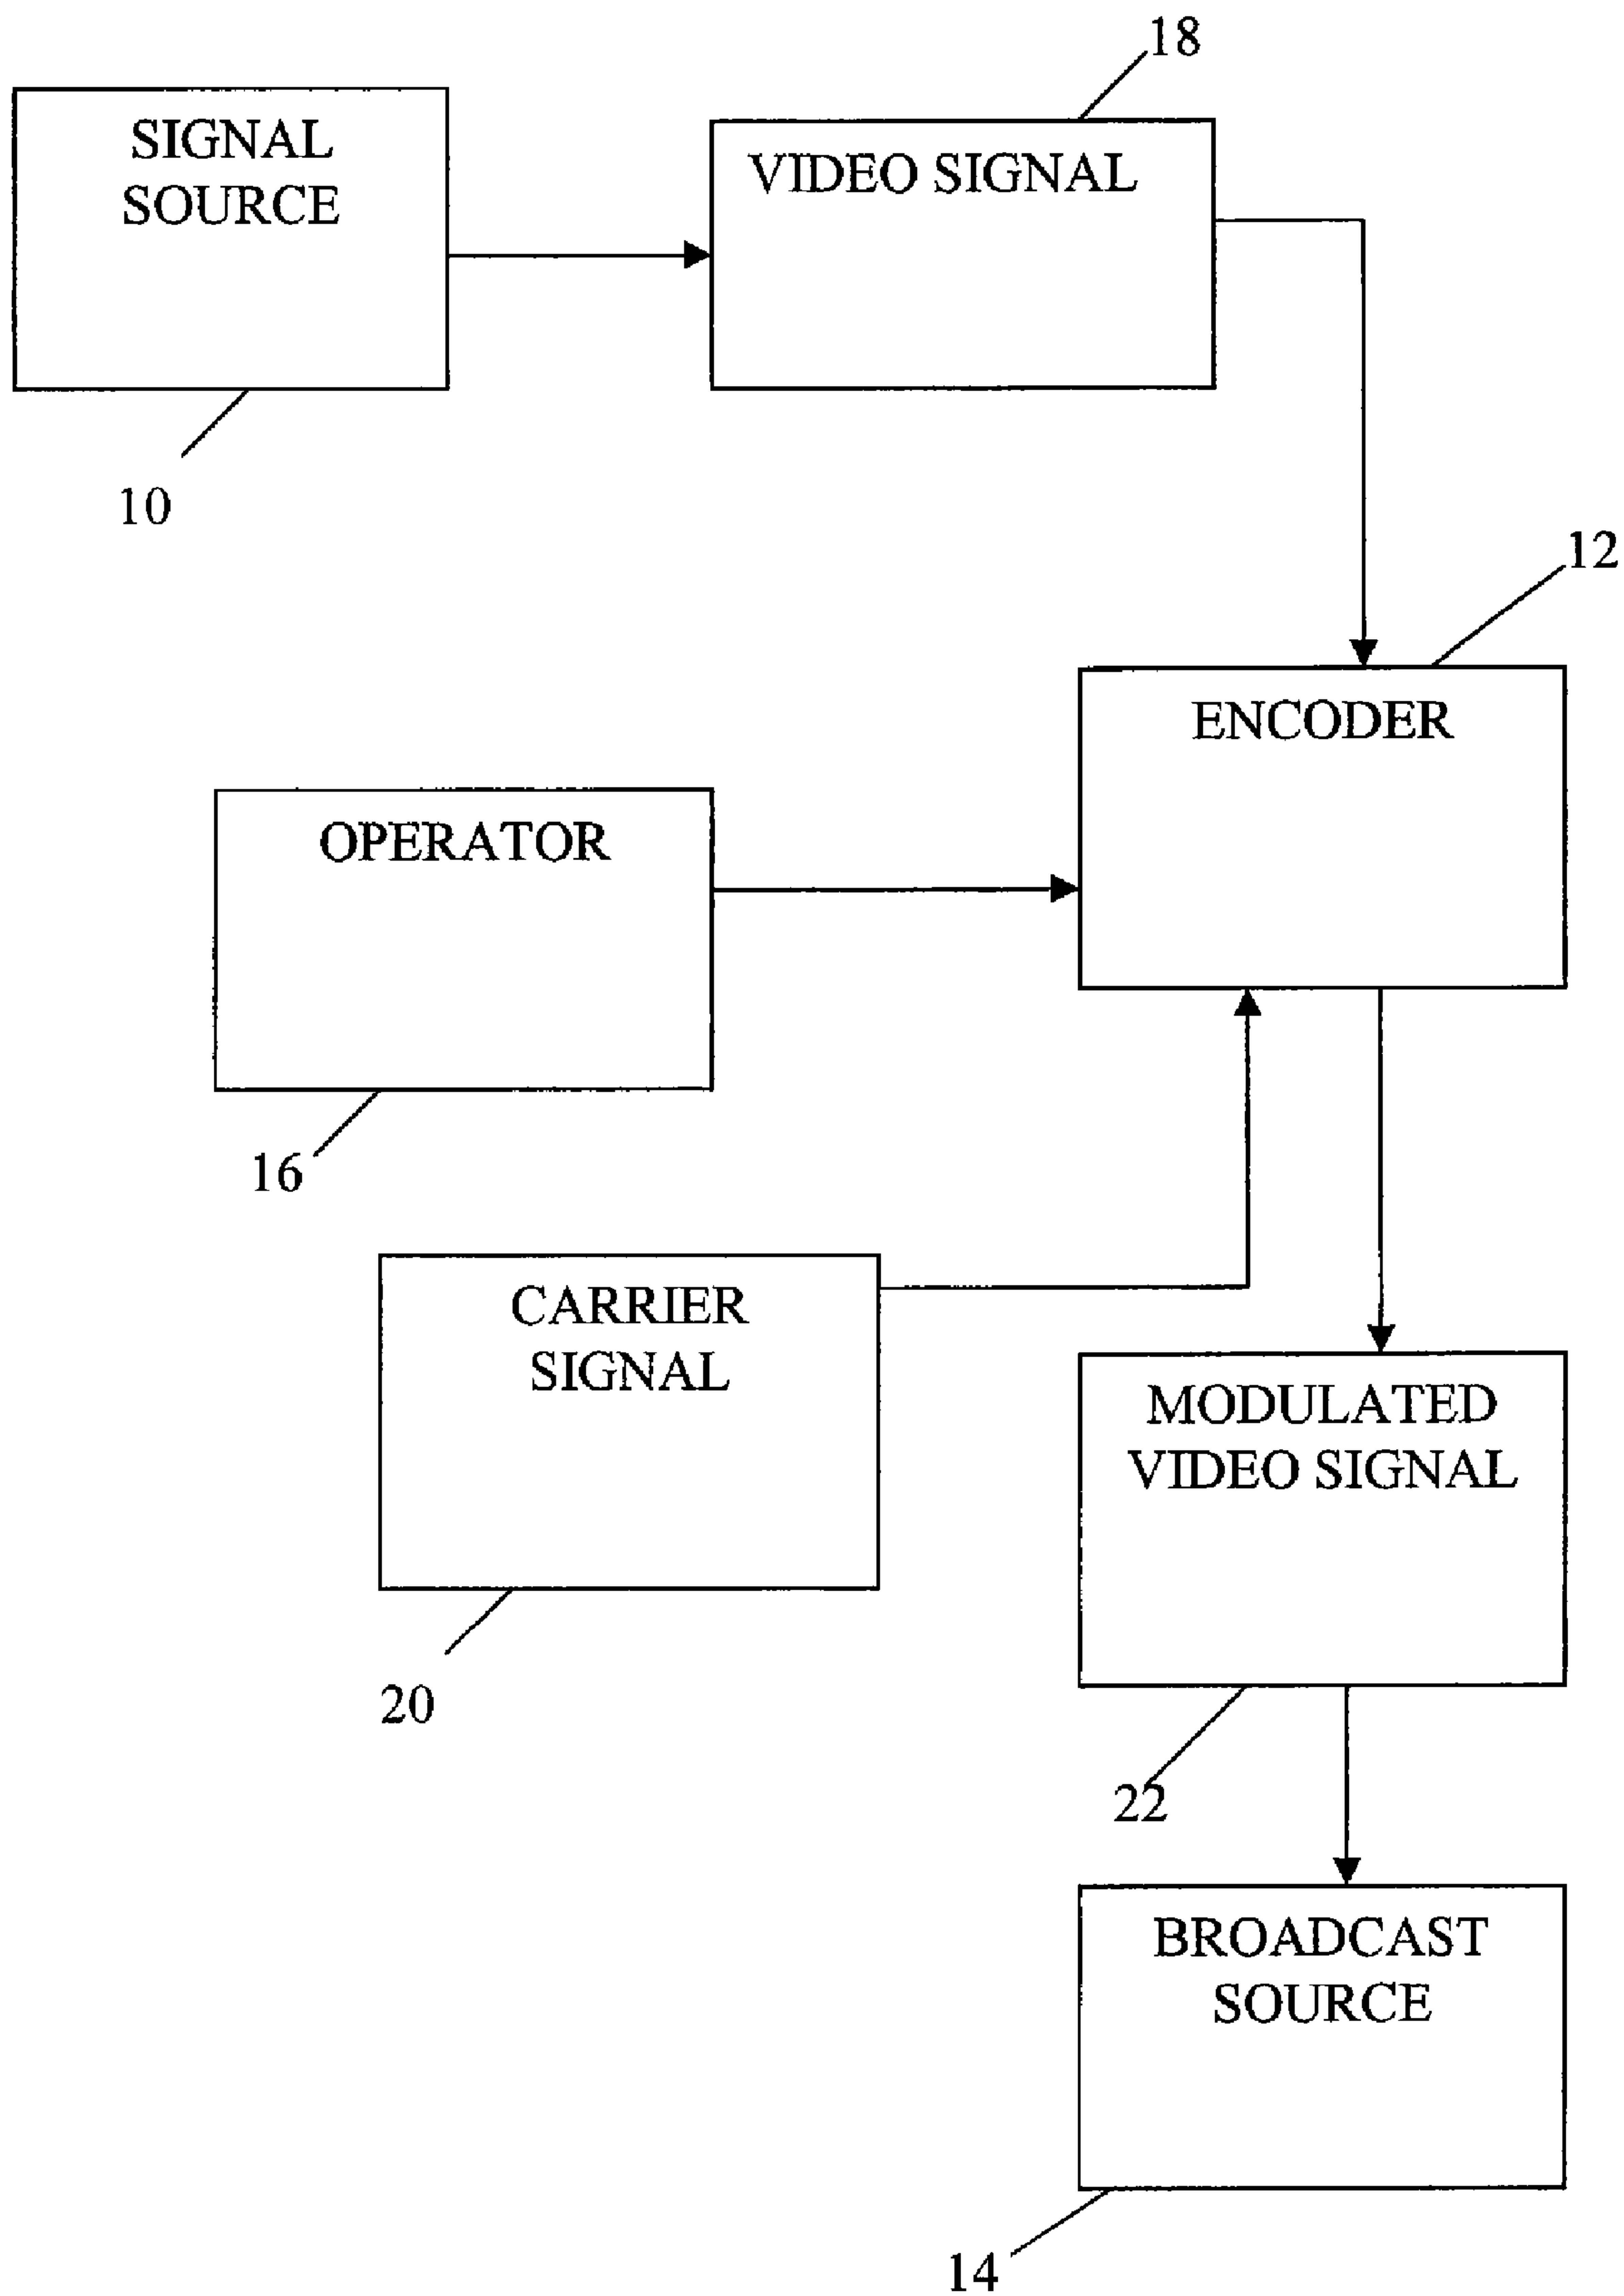 18
SIGNAL
SOURCE
VIDEO SIGNAL
10
12
ENCODER
OPERATOR
16
CARRIER
SIGNAL
MODULATED
VIDEO SIGNAL
20
22
BROADCAST
SOURCE
14